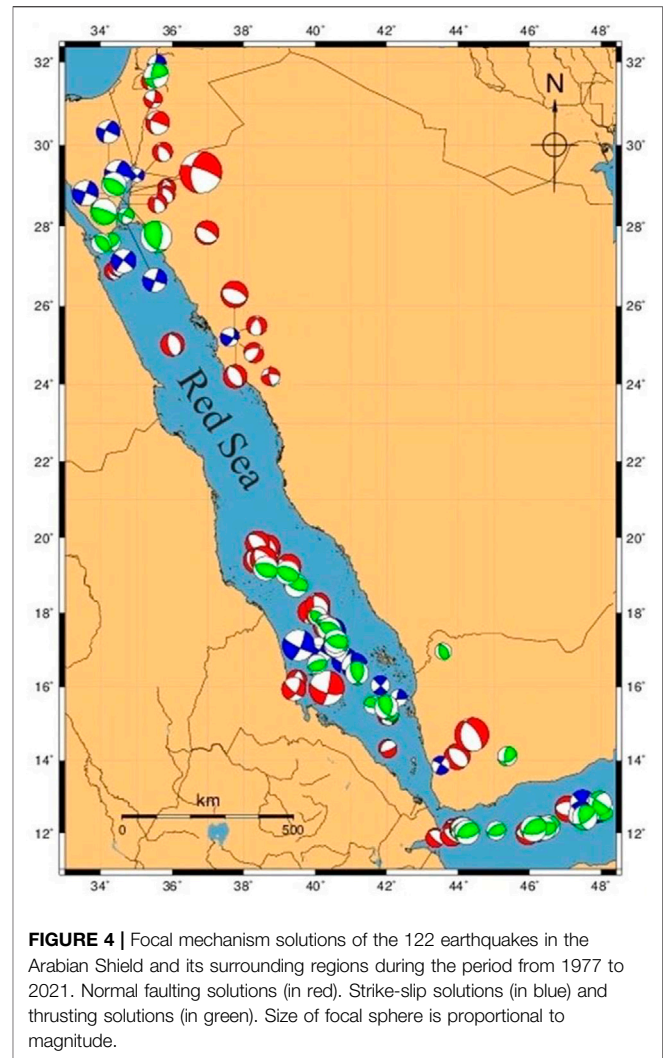 34° 36° 38° 40° 42° 44° 46° 48°
32° 32°
N
30° 30°
28° 28°
26° 26°
24° 24°
Red Sea
22° 22°
20° 20°
18° 18°
16° 16°
14° 14°
km
0 500
12° 12°
34° 36° 38° 40° 42° 44° 46° 48°
FIGURE 4 | Focal mechanism solutions of the 122 earthquakes in the
Arabian Shield and its surrounding regions during the period from 1977 to
2021. Normal faulting solutions (in red). Strike-slip solutions (in blue) and
thrusting solutions (in green). Size of focal sphere is proportional to
magnitude.